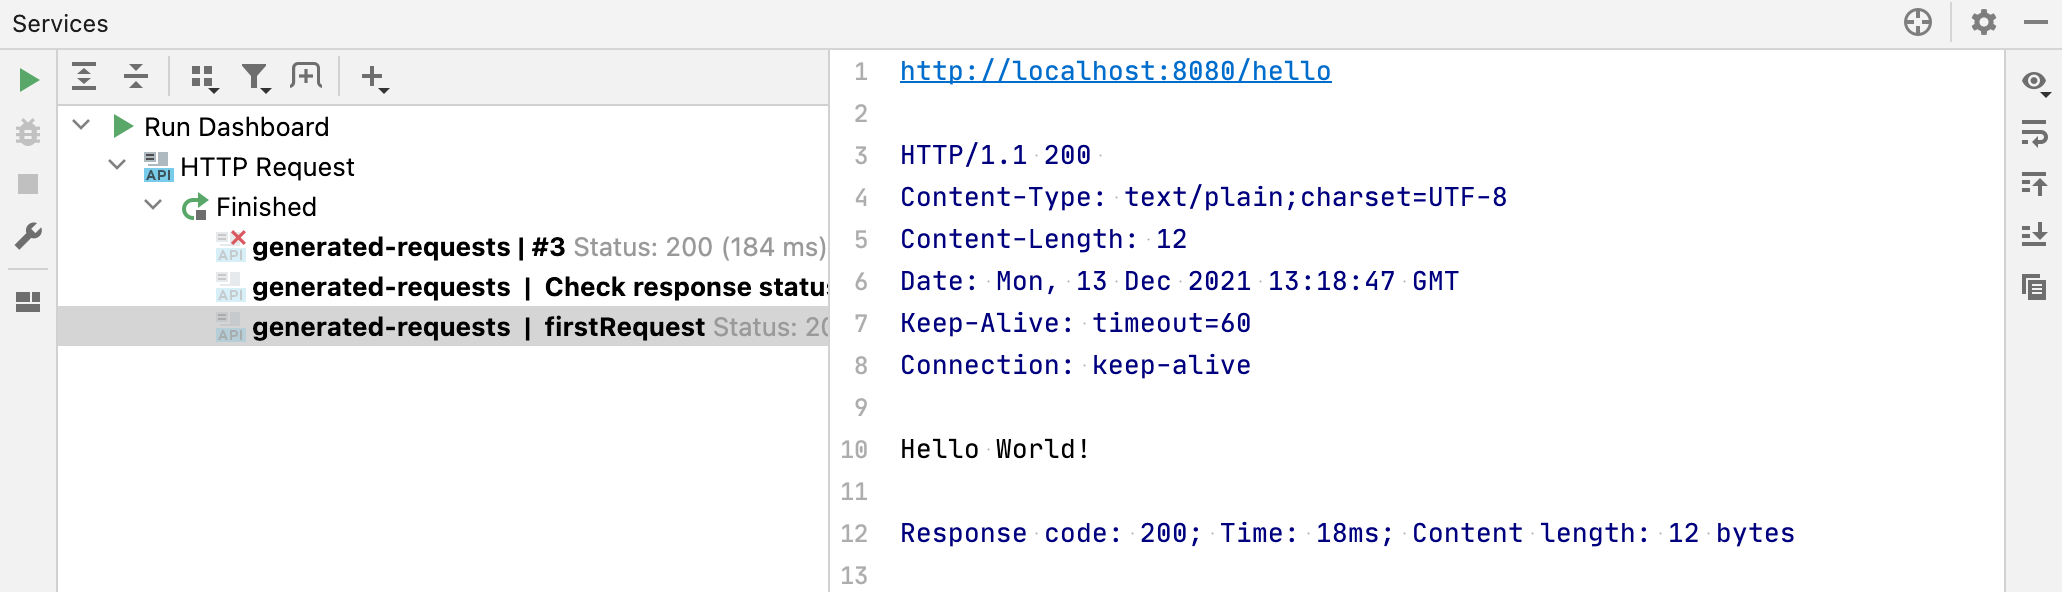 Services
Run Dashboard
API HTTP Request
Finished
API generated-requests | #3 Status: 200 (184 ms)
API generated-requests | Check response
API generated-requests | firstRequest Status:
1 http://localhost:8080/hello
2
3 HTTP/1.1 200
4 Content-Type: text/plain;charset=UTF-8
5 Content-Length: 12
6 Date: Mon, 13 Dec 2021 13:18:47 GMT
7 Keep-Alive: timeout=60
8 Connection: keep-alive
9
10 Hello World!
11
12 Response code: 200; Time: 18ms; Content length: 12 bytes
13